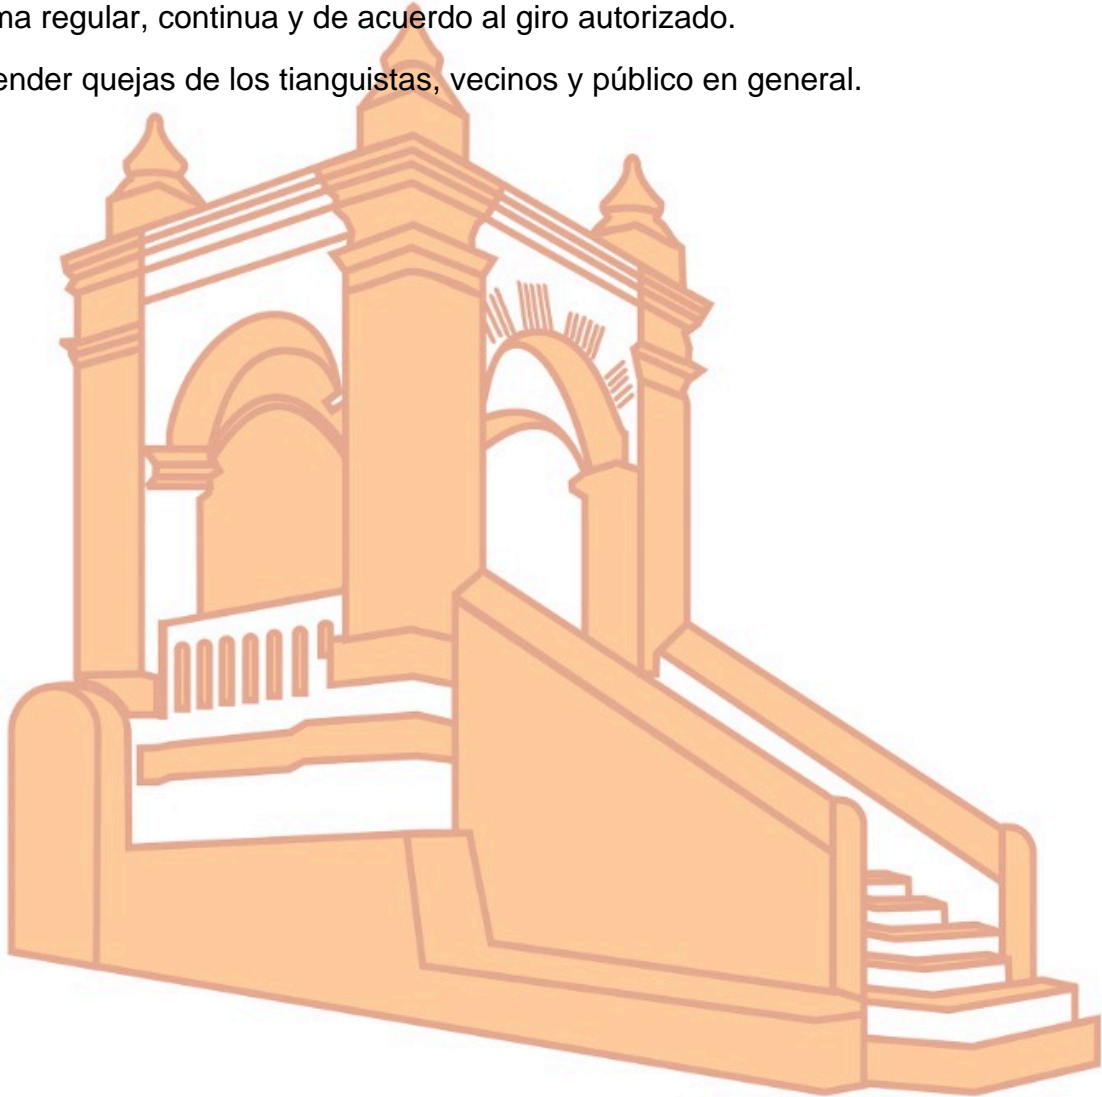 ma regular, continua y de acuerdo al giro autorizado.
ender quejas de los tianguistas, vecinos y público en general.